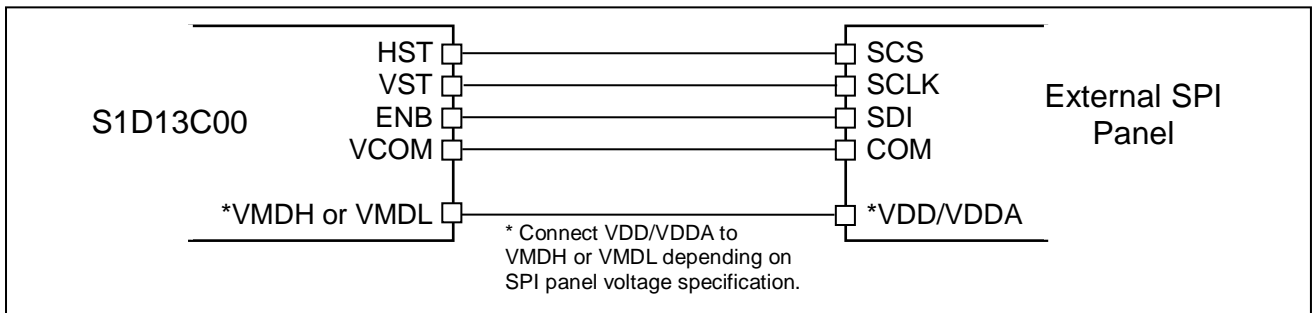 HST SCS
VST SCLK
S1D13C00 ENB SDI External SPI
VCOM COM Panel
*VMDH or VMDL *VDD/VDDA
* Connect VDD/VDDA to
VMDH or VMDL depending on
SPI panel voltage specification.